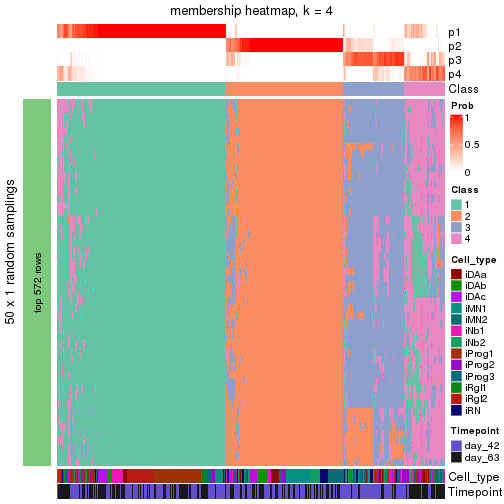 membership heatmap, k = 4
p1
p2
p3
p4
Class
50 x 1 random samplings
top 572 rows
Prob
1
0.5
0
Class
1
2
3
4
Cell_type
iDAa
iDAb
iDAc
iMN1
iMN2
iNb1
iNb2
iProg1
iProg2
iProg3
iRgl1
iRgl2
iRN
Timepoint
day_42
day_63
Cell_type
Timepoint